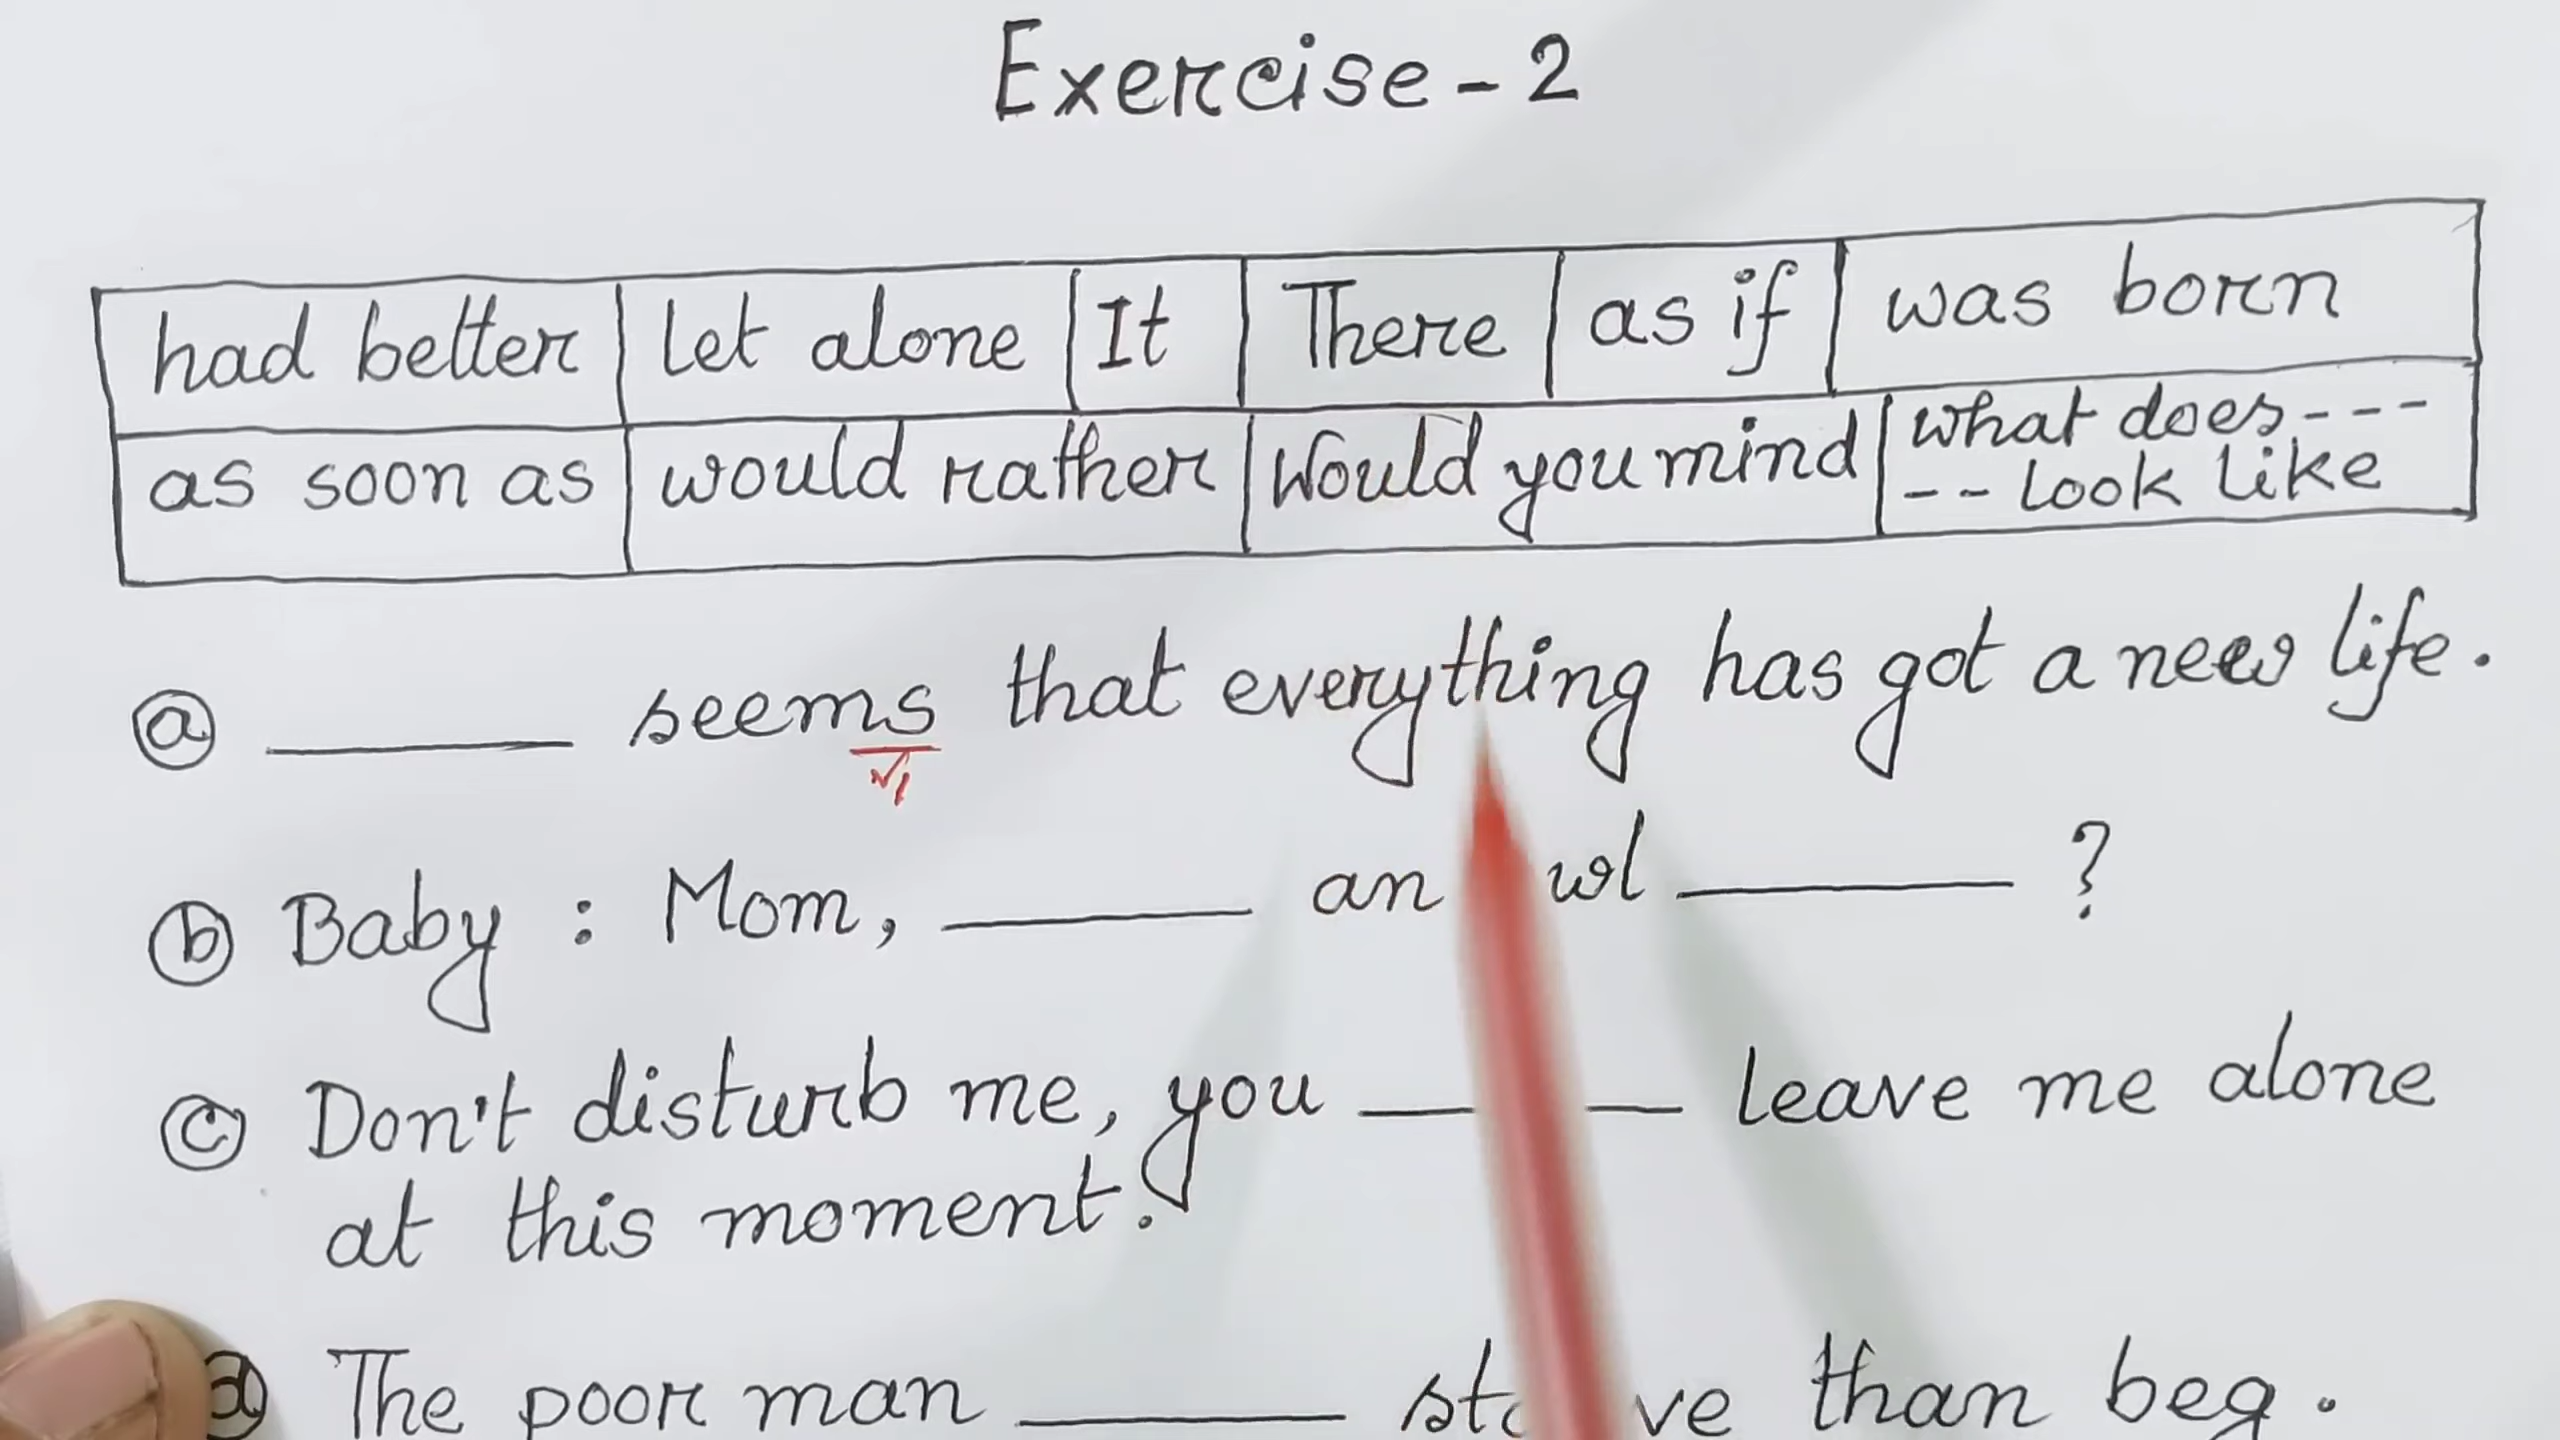 Exercise - 2
had better let alone It There as if was born
as soon as would rather Would you mind what does - - -
- - look like
a ______ seems that everything has got a new life.
√1
b Baby : Mom, ______ an ______ ?
c Don't disturb me, you ______ leave me alone
at this moment.
d The poor man ______ than beg.